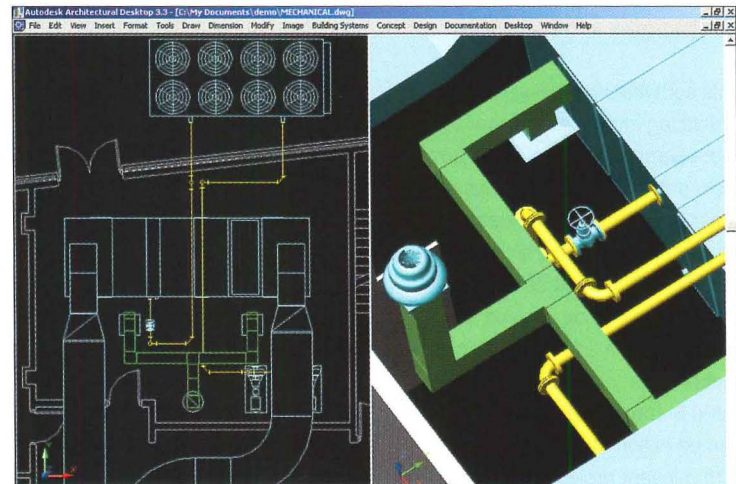 Autodesk Architectural Desktop 3.3 - [C:\My Documents\demo\MECHANICAL.dwg]
File Edit View Insert Format Tools Draw Dimension Modify Image Building Systems Concept Design Documentation Desktop Window Help